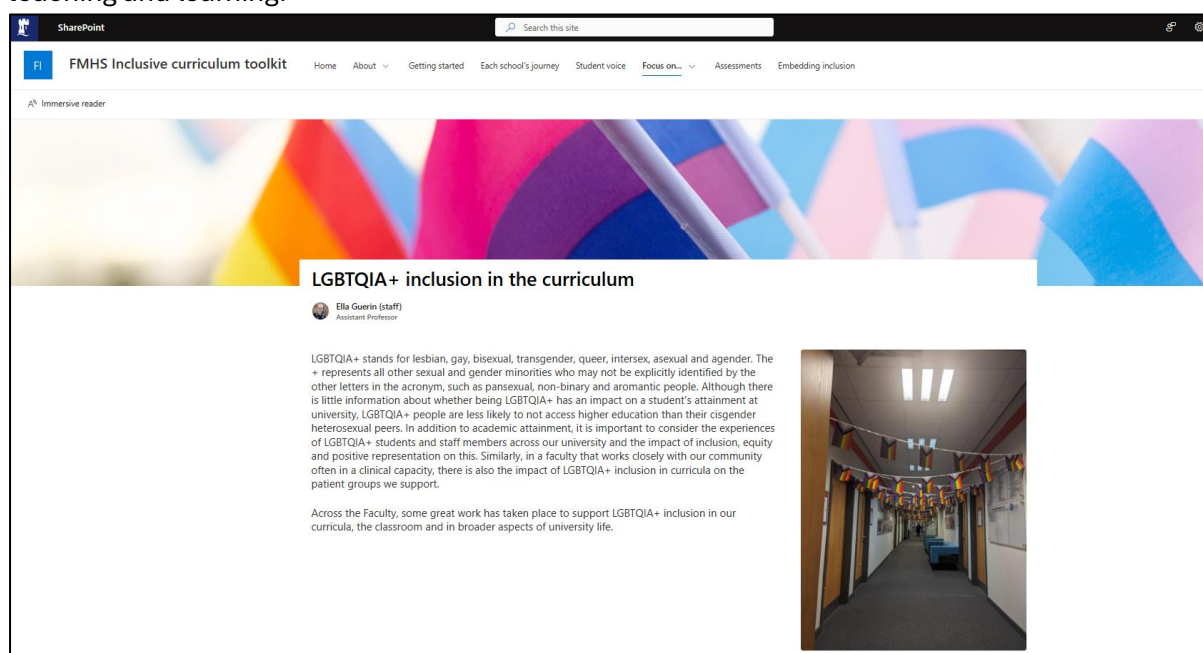 teaching and learning.
SharePoint
Search this site
FI
FMHS Inclusive curriculum toolkit
Home
About
Getting started
Each school's journey
Student voice
Focus on...
Assessments
Embedding inclusion
Immersive reader
LGBTQIA+ inclusion in the curriculum
Ella Guerin (staff)
Assistant Professor
LGBTQIA+ stands for lesbian, gay, bisexual, transgender, queer, intersex, asexual and agender. The
+ represents all other sexual and gender minorities who may not be explicitly identified by the
other letters in the acronym, such as pansexual, non-binary and aromantic people. Although there
is little information about whether being LGBTQIA+ has an impact on a student's attainment at
university, LGBTQIA+ people are less likely to not access higher education than their cisgender
heterosexual peers. In addition to academic attainment, it is important to consider the experiences
of LGBTQIA+ students and staff members across our university and the impact of inclusion, equity
and positive representation on this. Similarly, in a faculty that works closely with our community
often in a clinical capacity, there is also the impact of LGBTQIA+ inclusion in curricula on the
patient groups we support.
Across the Faculty, some great work has taken place to support LGBTQIA+ inclusion in our
curricula, the classroom and in broader aspects of university life.